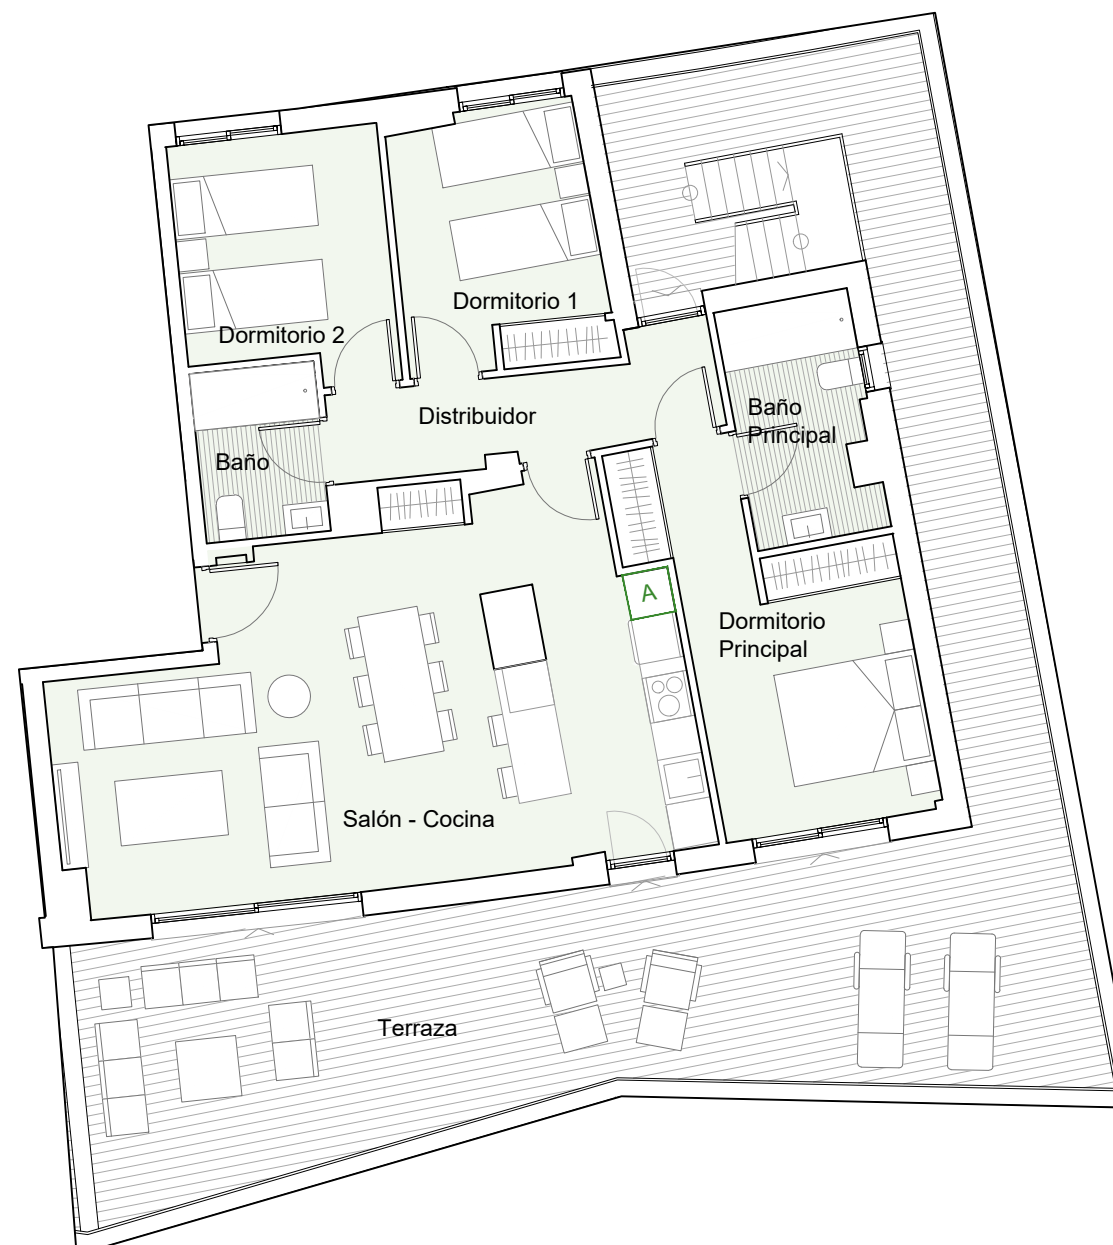 Dormitorio 1
Dormitorio 2
Distribuidor
Baño
Principal
Baño
A
Dormitorio
Principal
Salón - Cocina
Terraza